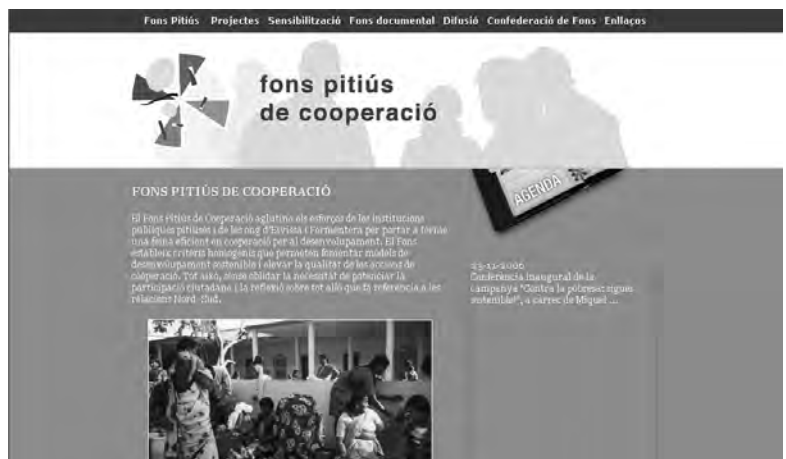 Fons Pitiús Projectes Sensibilització Fons documental Difusió Confederació de Fons Enllaços
fons pitiús
de cooperació
AGENDA
FONS PITIÚS DE COOPERACIÓ
El Fons Pitiús de Cooperació aglutina els esforços de les institucions
públiques pitiüses i de les ong d'Eivissa i Formentera per portar a terme
una feina eficient en cooperació per al desenvolupament. El Fons
estableix criteris homogenis que permeten fomentar models de
desenvolupament sostenible i elevar la qualitat de les accions de
cooperació. Tot això, sense oblidar la necessitat de potenciar la
participació ciutadana i la reflexió sobre tot allò que fa referència a les
relacions Nord-Sud.
23-11-2006
Conferència inaugural de la
campanya "Contra la pobresa: sigues
sostenible!", a càrrec de Miquel ...